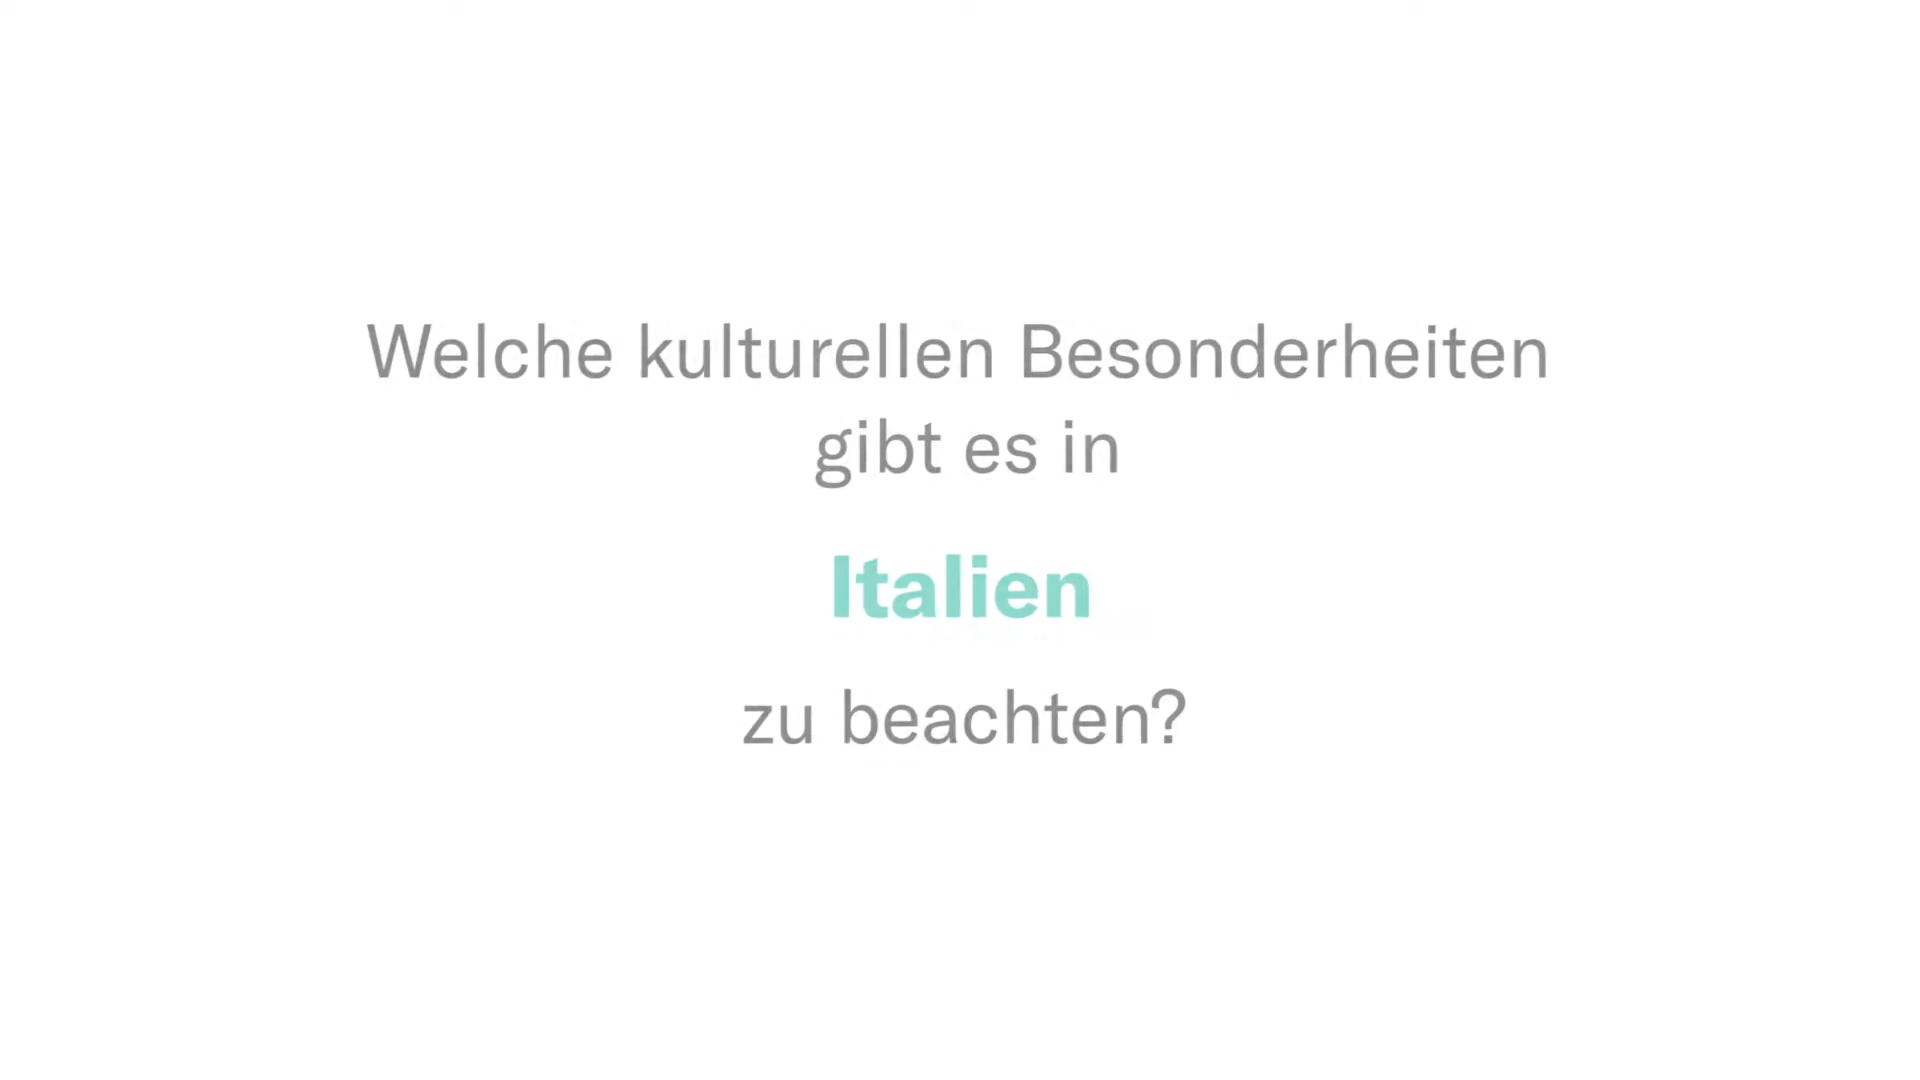 Welche kulturellen Besonderheiten
gibt es in
Italien
zu beachten?